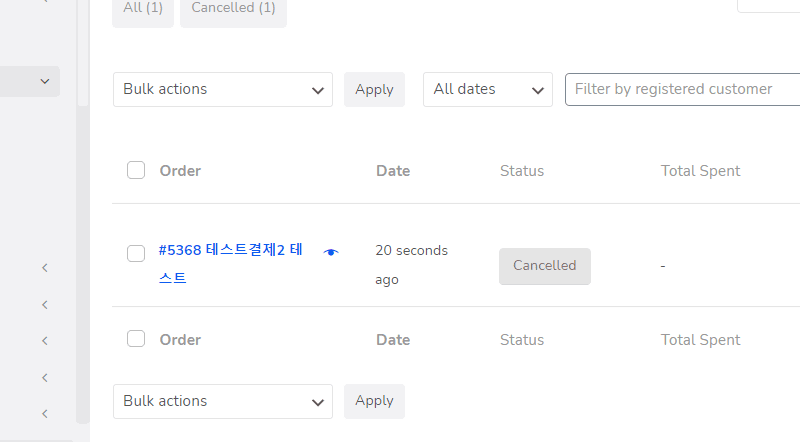 All (1) Cancelled (1)
Bulk actions Apply All dates Filter by registered customer
Order Date Status Total Spent
#5368 테스트결제2 테 20 seconds
스트 ago Cancelled -
Order Date Status Total Spent
Bulk actions Apply